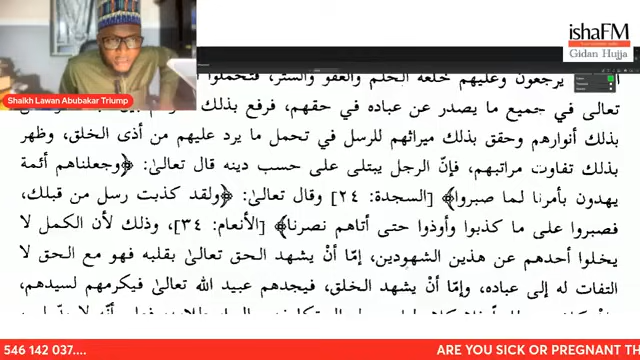 ishaFM
Gidan Hujja
Shaikh Lawan Abubakar Triump
يرجعون وعليهم خلعة الحلم والعفو والستر، فتحملوا
تعالى في جميع ما يصدر عن عباده في حقهم، فرفع بذلك
بذلك أنوارهم وحقق بذلك ميراثهم للرسل في تحمل ما يرد عليهم من أذى الخلق، وظهر
بذلك تفاوت مراتبهم، فإنّ الرجل يبتلى على حسب دينه قال تعالىٰ: ﴿وجعلناهم أئمة
يهدون بأمرنا لما صبروا﴾ [السجدة: ٢٤] وقال تعالىٰ: ﴿ولقد كذبت رسل من قبلك،
فصبروا على ما كذبوا وأوذوا حتى أتاهم نصرنا﴾ [الأنعام: ٣٤]، وذلك لأن الكمل لا
يخلوا أحدهم عن هذين الشهودين، إمّا أنْ يشهد الحق تعالىٰ بقلبه فهو مع الحق لا
التفات له إلى عباده، وإمّا أنْ يشهد الخلق، فيجدهم عبيد الله تعالىٰ فيكرمهم لسيدهم،
546 142 037.... ARE YOU SICK OR PREGNANT TH